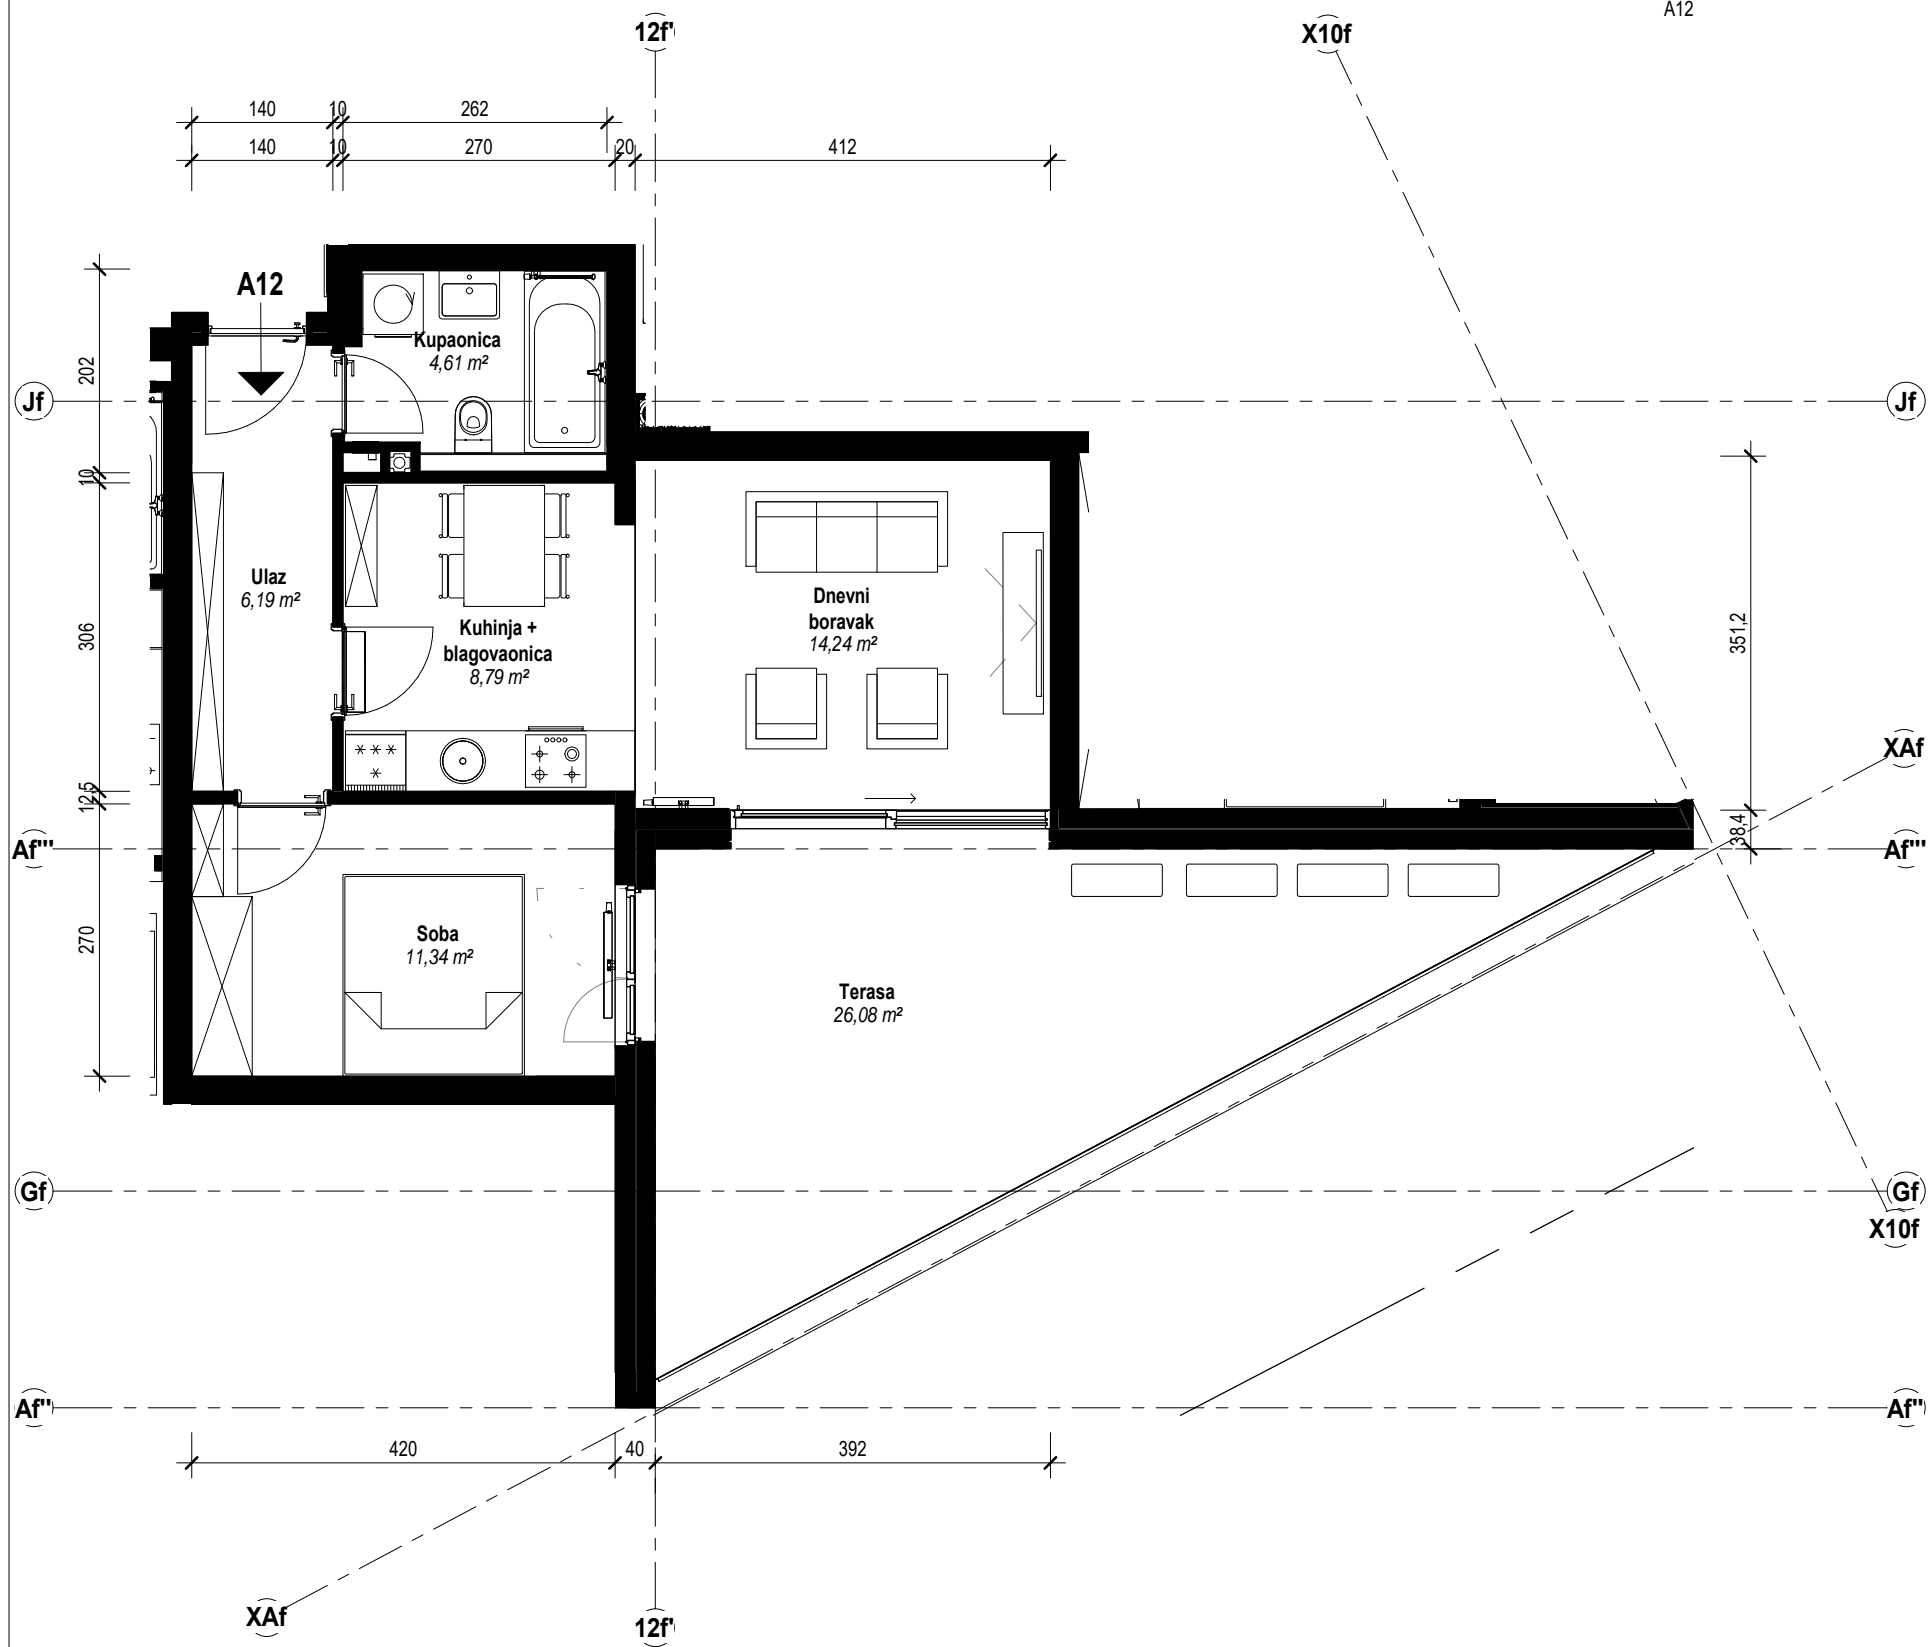 A12
12f'
X10f
140
10
262
140
10
270
20
412
A12
Kupaonica
4,61 m²
202
Jf
Jf
10
Ulaz
6,19 m²
306
Kuhinja +
blagovaonica
8,79 m²
Dnevni
boravak
14,24 m²
351,2
XAf
12,5
38,4
Af'''
Af'''
270
Soba
11,34 m²
Terasa
26,08 m²
Gf
Gf
X10f
Af''
Af''
420
40
392
XAf
12f'